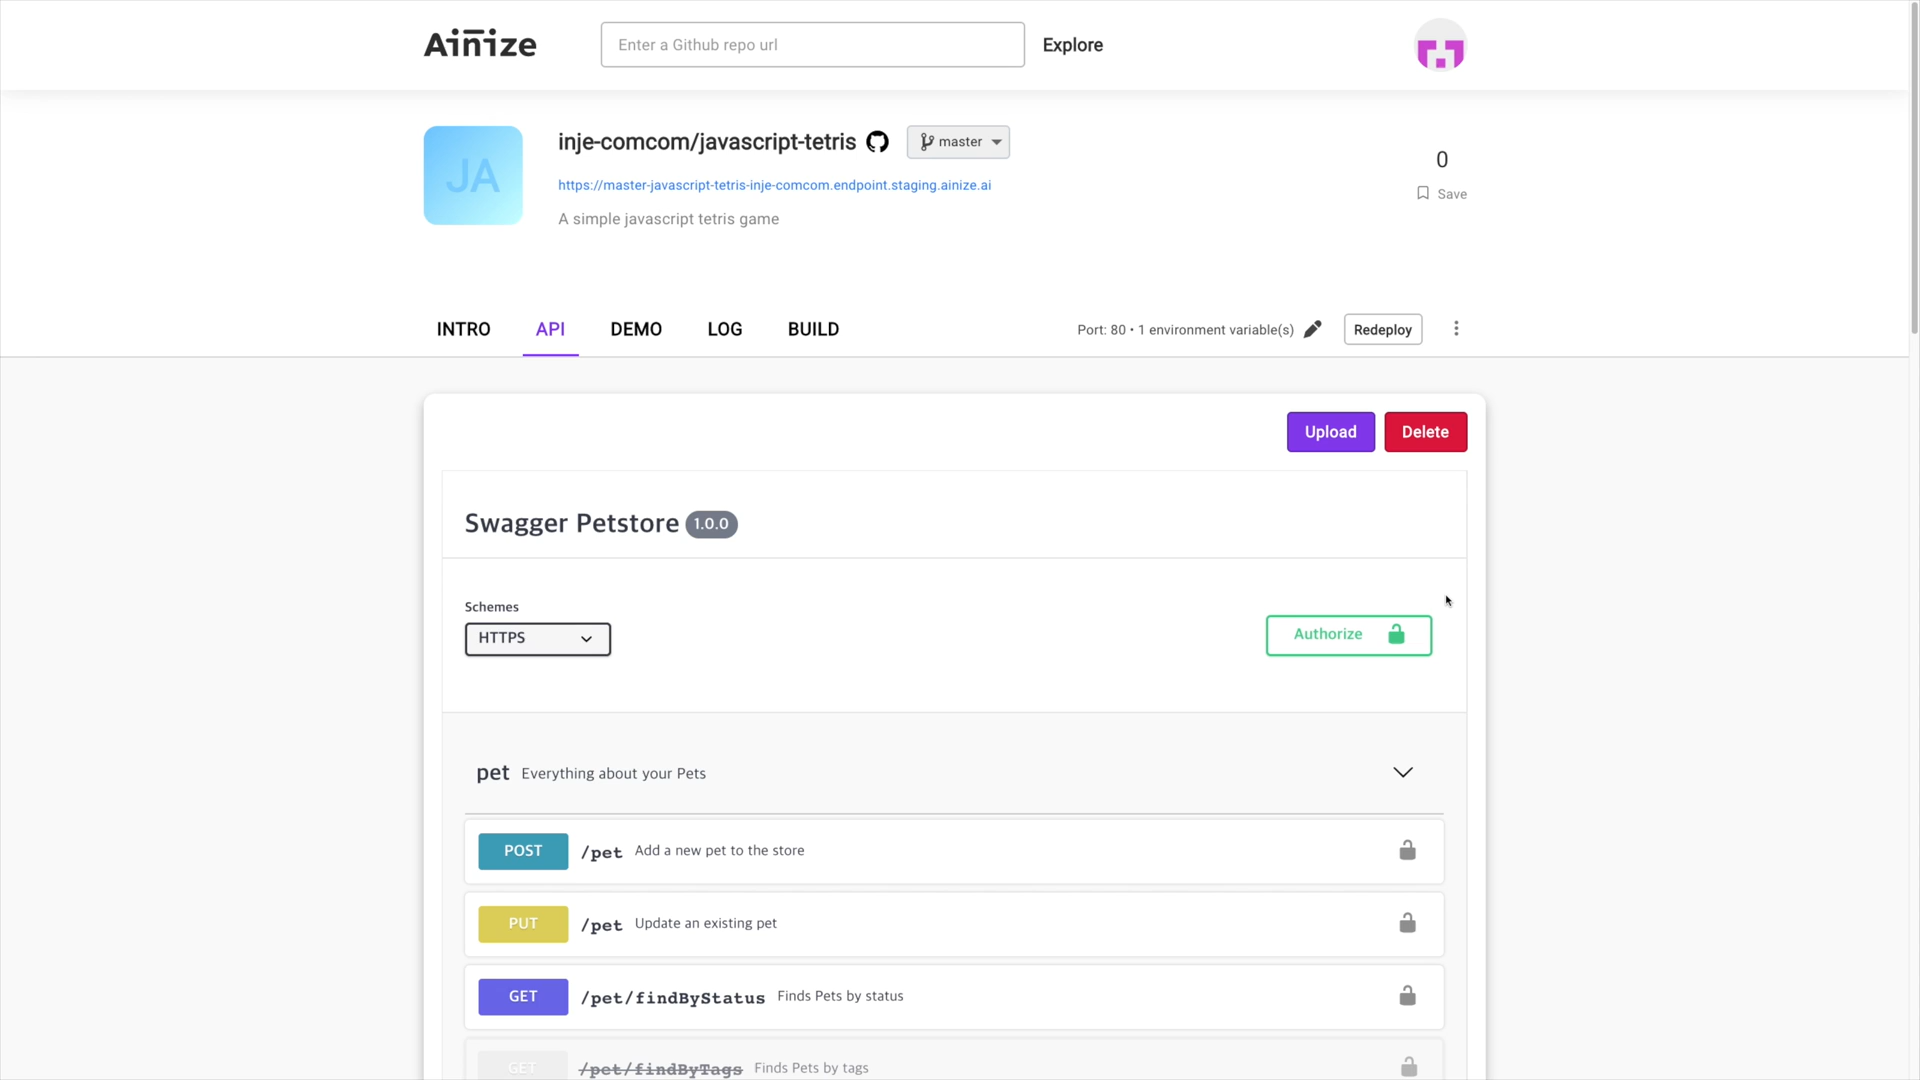 Ainize
Enter a Github repo url
Explore
JA
inje-comcom/javascript-tetris
master
https://master-javascript-tetris-inje-comcom.endpoint.staging.ainize.ai
A simple javascript tetris game
0
Save
INTRO
API
DEMO
LOG
BUILD
Port: 80 • 1 environment variable(s)
Redeploy
Upload
Delete
Swagger Petstore 1.0.0
Schemes
HTTPS
Authorize
pet Everything about your Pets
POST /pet Add a new pet to the store
PUT /pet Update an existing pet
GET /pet/findByStatus Finds Pets by status
GET /pet/findByTags Finds Pets by tags